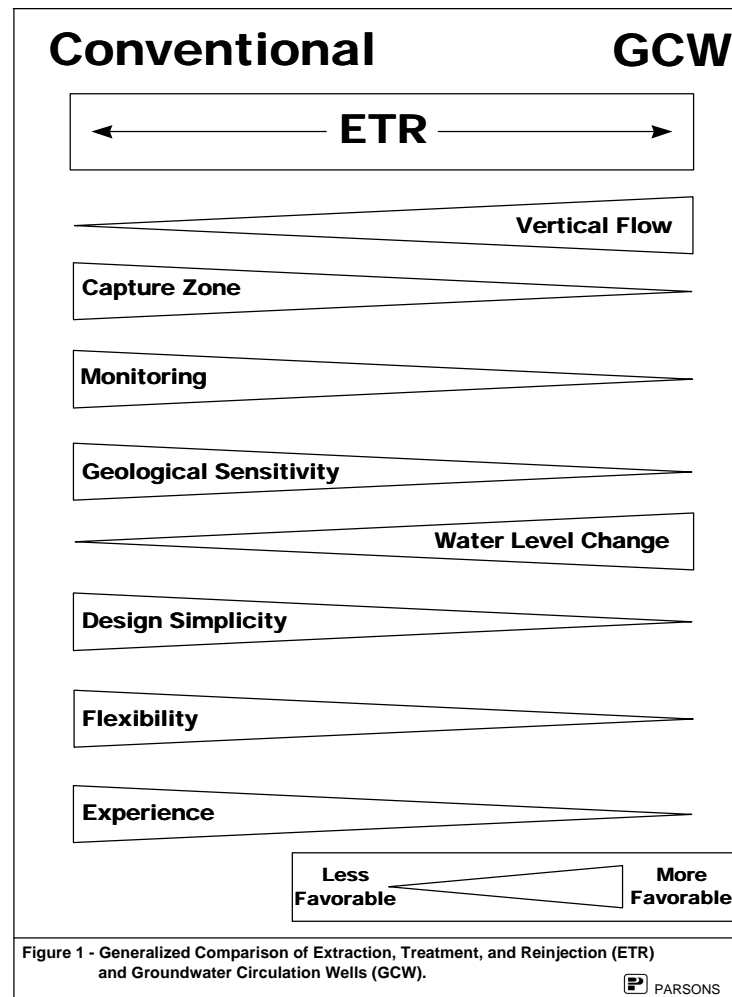 Conventional GCW
ETR
Vertical Flow
Capture Zone
Monitoring
Geological Sensitivity
Water Level Change
Design Simplicity
Flexibility
Experience
Less More
Favorable Favorable
Figure 1 - Generalized Comparison of Extraction, Treatment, and Reinjection (ETR)
and Groundwater Circulation Wells (GCW).
P PARSONS